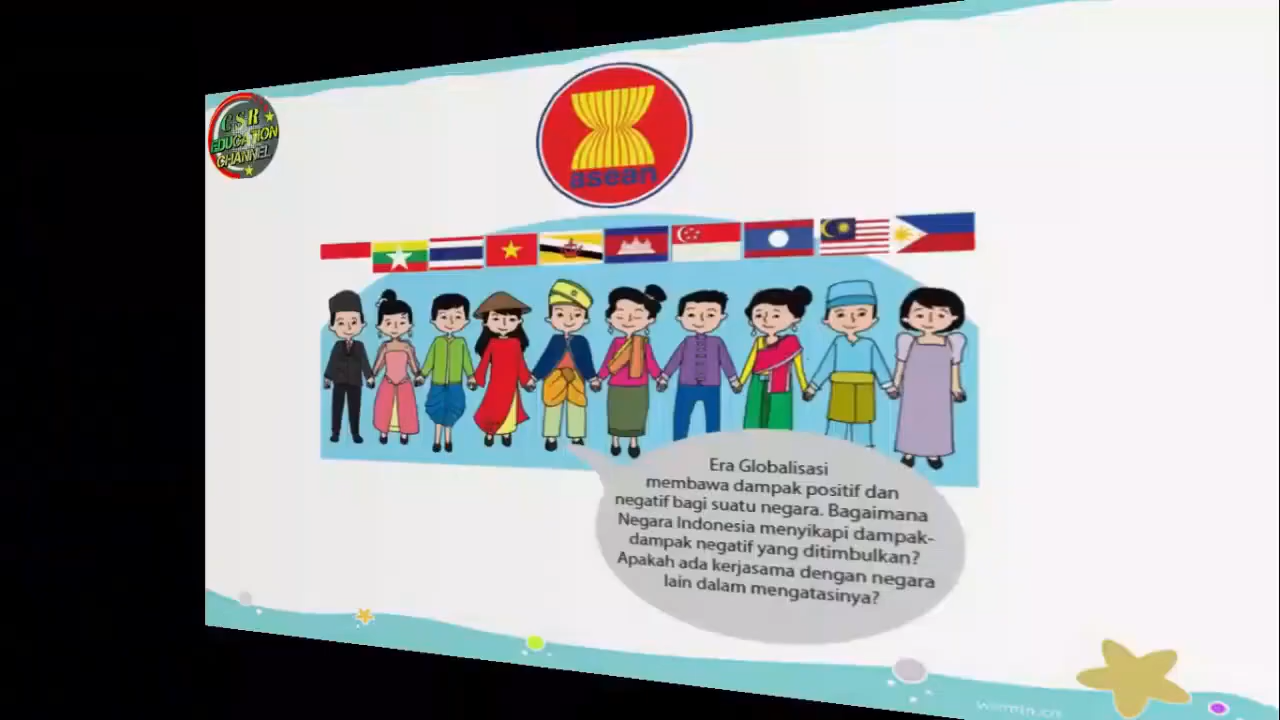 CSR
EDUCATION
CHANNEL
asean
Era Globalisasi
membawa dampak positif dan
negatif bagi suatu negara. Bagaimana
Negara Indonesia menyikapi dampak-
dampak negatif yang ditimbulkan?
Apakah ada kerjasama dengan negara
lain dalam mengatasinya?